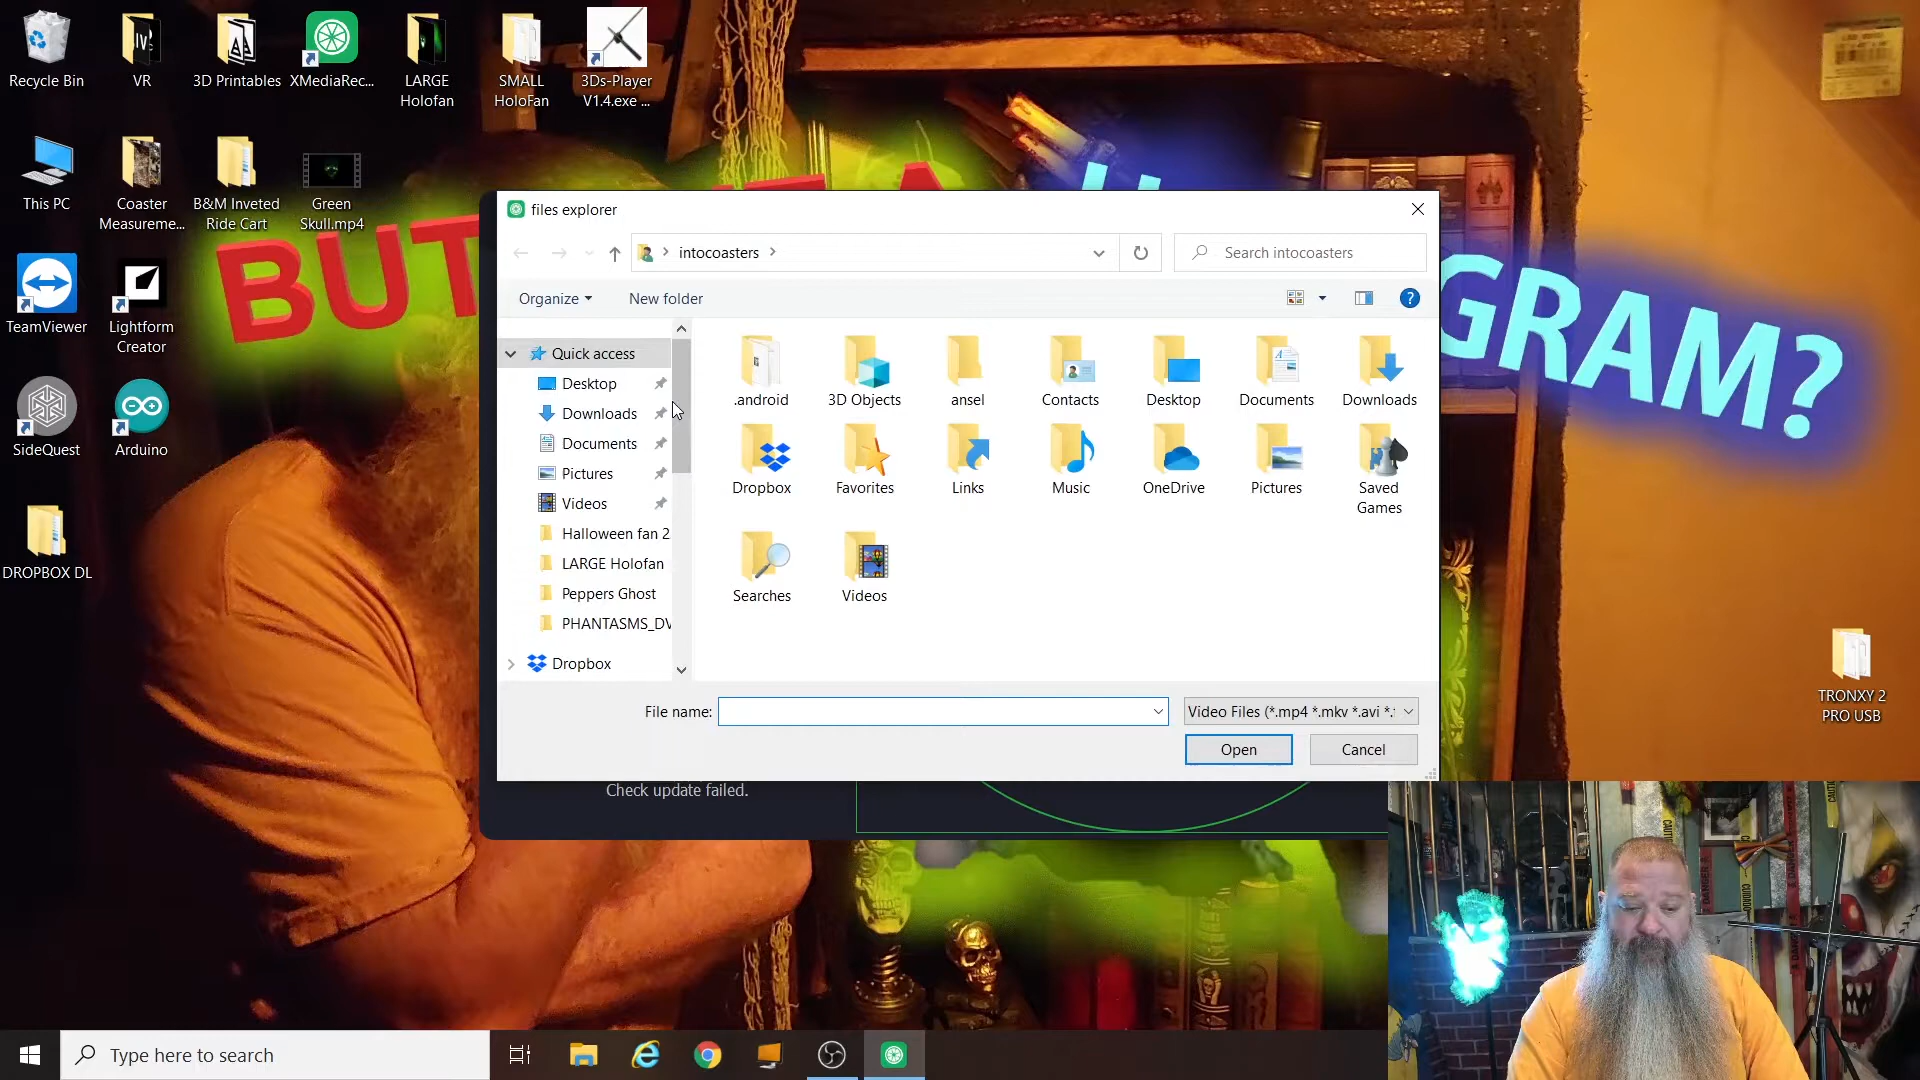 Recycle Bin
VR
3D Printables
XMediaRec...
LARGE
Holofan
SMALL
HoloFan
3Ds-Player
V1.4.exe ...
This PC
Coaster
Measureme...
B&M Inveted
Ride Cart
Green
Skull.mp4
TeamViewer
Lightform
Creator
SideQuest
Arduino
DROPBOX DL
BUT
GRAM?
files explorer
intocoasters
Search intocoasters
Organize
New folder
Quick access
Desktop
Downloads
Documents
Pictures
Videos
Halloween fan 2
LARGE Holofan
Peppers Ghost
PHANTASMS_DV
Dropbox
.android
3D Objects
ansel
Contacts
Desktop
Documents
Downloads
Dropbox
Favorites
Links
Music
OneDrive
Pictures
Saved
Games
Searches
Videos
File name:
Video Files (*.mp4 *.mkv *.avi *.
Open
Cancel
Check update failed.
TRONXY 2
PRO USB
Type here to search